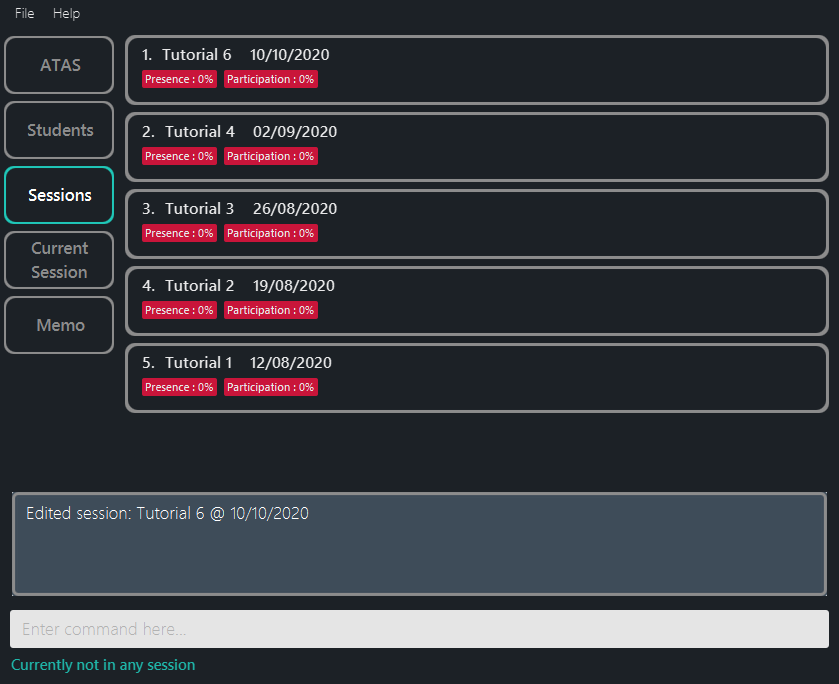 File Help
ATAS
Students
Sessions
Current
Session
Memo
1. Tutorial 6 10/10/2020
Presence : 0% Participation : 0%
2. Tutorial 4 02/09/2020
Presence : 0% Participation : 0%
3. Tutorial 3 26/08/2020
Presence : 0% Participation : 0%
4. Tutorial 2 19/08/2020
Presence : 0% Participation : 0%
5. Tutorial 1 12/08/2020
Presence : 0% Participation : 0%
Edited session: Tutorial 6 @ 10/10/2020
Enter command here...
Currently not in any session